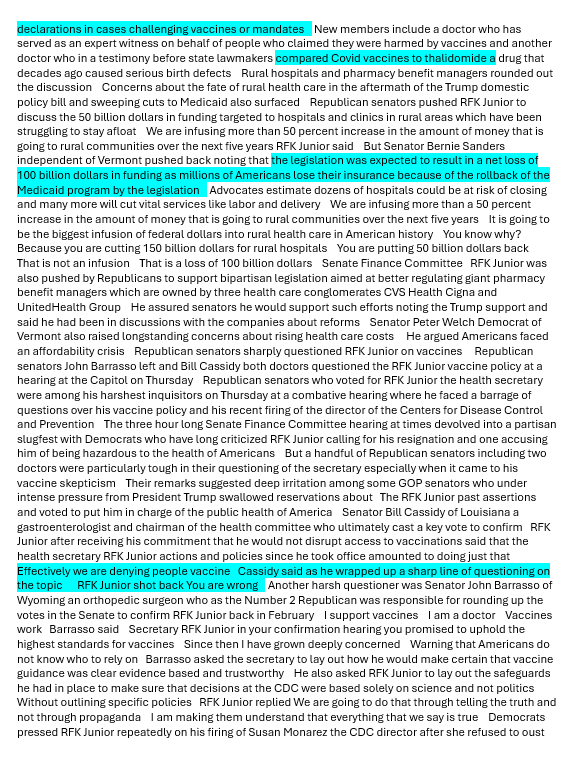 declarations in cases challenging vaccines or mandates New members include a doctor who has
served as an expert witness on behalf of people who claimed they were harmed by vaccines and another
doctor who in a testimony before state lawmakers compared Covid vaccines to thalidomide a drug that
decades ago caused serious birth defects Rural hospitals and pharmacy benefit managers rounded out
the discussion Concerns about the fate of rural health care in the aftermath of the Trump domestic
policy bill and sweeping cuts to Medicaid also surfaced Republican senators pushed RFK Junior to
discuss the 50 billion dollars in funding targeted to hospitals and clinics in rural areas which have been
struggling to stay afloat We are infusing more than 50 percent increase in the amount of money that is
going to rural communities over the next five years RFK Junior said But Senator Bernie Sanders
independent of Vermont pushed back noting that the legislation was expected to result in a net loss of
100 billion dollars in funding as millions of Americans lose their insurance because of the rollback of the
Medicaid program by the legislation Advocates estimate dozens of hospitals could be at risk of closing
and many more will cut vital services like labor and delivery We are infusing more than a 50 percent
increase in the amount of money that is going to rural communities over the next five years It is going to
be the biggest infusion of federal dollars into rural health care in American history You know why?
Because you are cutting 150 billion dollars for rural hospitals You are putting 50 billion dollars back
That is not an infusion That is a loss of 100 billion dollars Senate Finance Committee RFK Junior was
also pushed by Republicans to support bipartisan legislation aimed at better regulating giant pharmacy
benefit managers which are owned by three health care conglomerates CVS Health Cigna and
UnitedHealth Group He assured senators he would support such efforts noting the Trump support and
said he had been in discussions with the companies about reforms Senator Peter Welch Democrat of
Vermont also raised longstanding concerns about rising health care costs He argued Americans faced
an affordability crisis Republican senators sharply questioned RFK Junior on vaccines Republican
senators John Barrasso left and Bill Cassidy both doctors questioned the RFK Junior vaccine policy at a
hearing at the Capitol on Thursday Republican senators who voted for RFK Junior the health secretary
were among his harshest inquisitors on Thursday at a combative hearing where he faced a barrage of
questions over his vaccine policy and his recent firing of the director of the Centers for Disease Control
and Prevention The three hour long Senate Finance Committee hearing at times devolved into a partisan
slugfest with Democrats who have long criticized RFK Junior calling for his resignation and one accusing
him of being hazardous to the health of Americans But a handful of Republican senators including two
doctors were particularly tough in their questioning of the secretary especially when it came to his
vaccine skepticism Their remarks suggested deep irritation among some GOP senators who under
intense pressure from President Trump swallowed reservations about The RFK Junior past assertions
and voted to put him in charge of the public health of America Senator Bill Cassidy of Louisiana a
gastroenterologist and chairman of the health committee who ultimately cast a key vote to confirm RFK
Junior after receiving his commitment that he would not disrupt access to vaccinations said that the
health secretary RFK Junior actions and policies since he took office amounted to doing just that
Effectively we are denying people vaccine Cassidy said as he wrapped up a sharp line of questioning on
the topic RFK Junior shot back You are wrong Another harsh questioner was Senator John Barrasso of
Wyoming an orthopedic surgeon who as the Number 2 Republican was responsible for rounding up the
votes in the Senate to confirm RFK Junior back in February I support vaccines I am a doctor Vaccines
work Barrasso said Secretary RFK Junior in your confirmation hearing you promised to uphold the
highest standards for vaccines Since then I have grown deeply concerned Warning that Americans do
not know who to rely on Barrasso asked the secretary to lay out how he would make certain that vaccine
guidance was clear evidence based and trustworthy He also asked RFK Junior to lay out the safeguards
he had in place to make sure that decisions at the CDC were based solely on science and not politics
Without outlining specific policies RFK Junior replied We are going to do that through telling the truth and
not through propaganda I am making them understand that everything that we say is true Democrats
pressed RFK Junior repeatedly on his firing of Susan Monarez the CDC director after she refused to oust